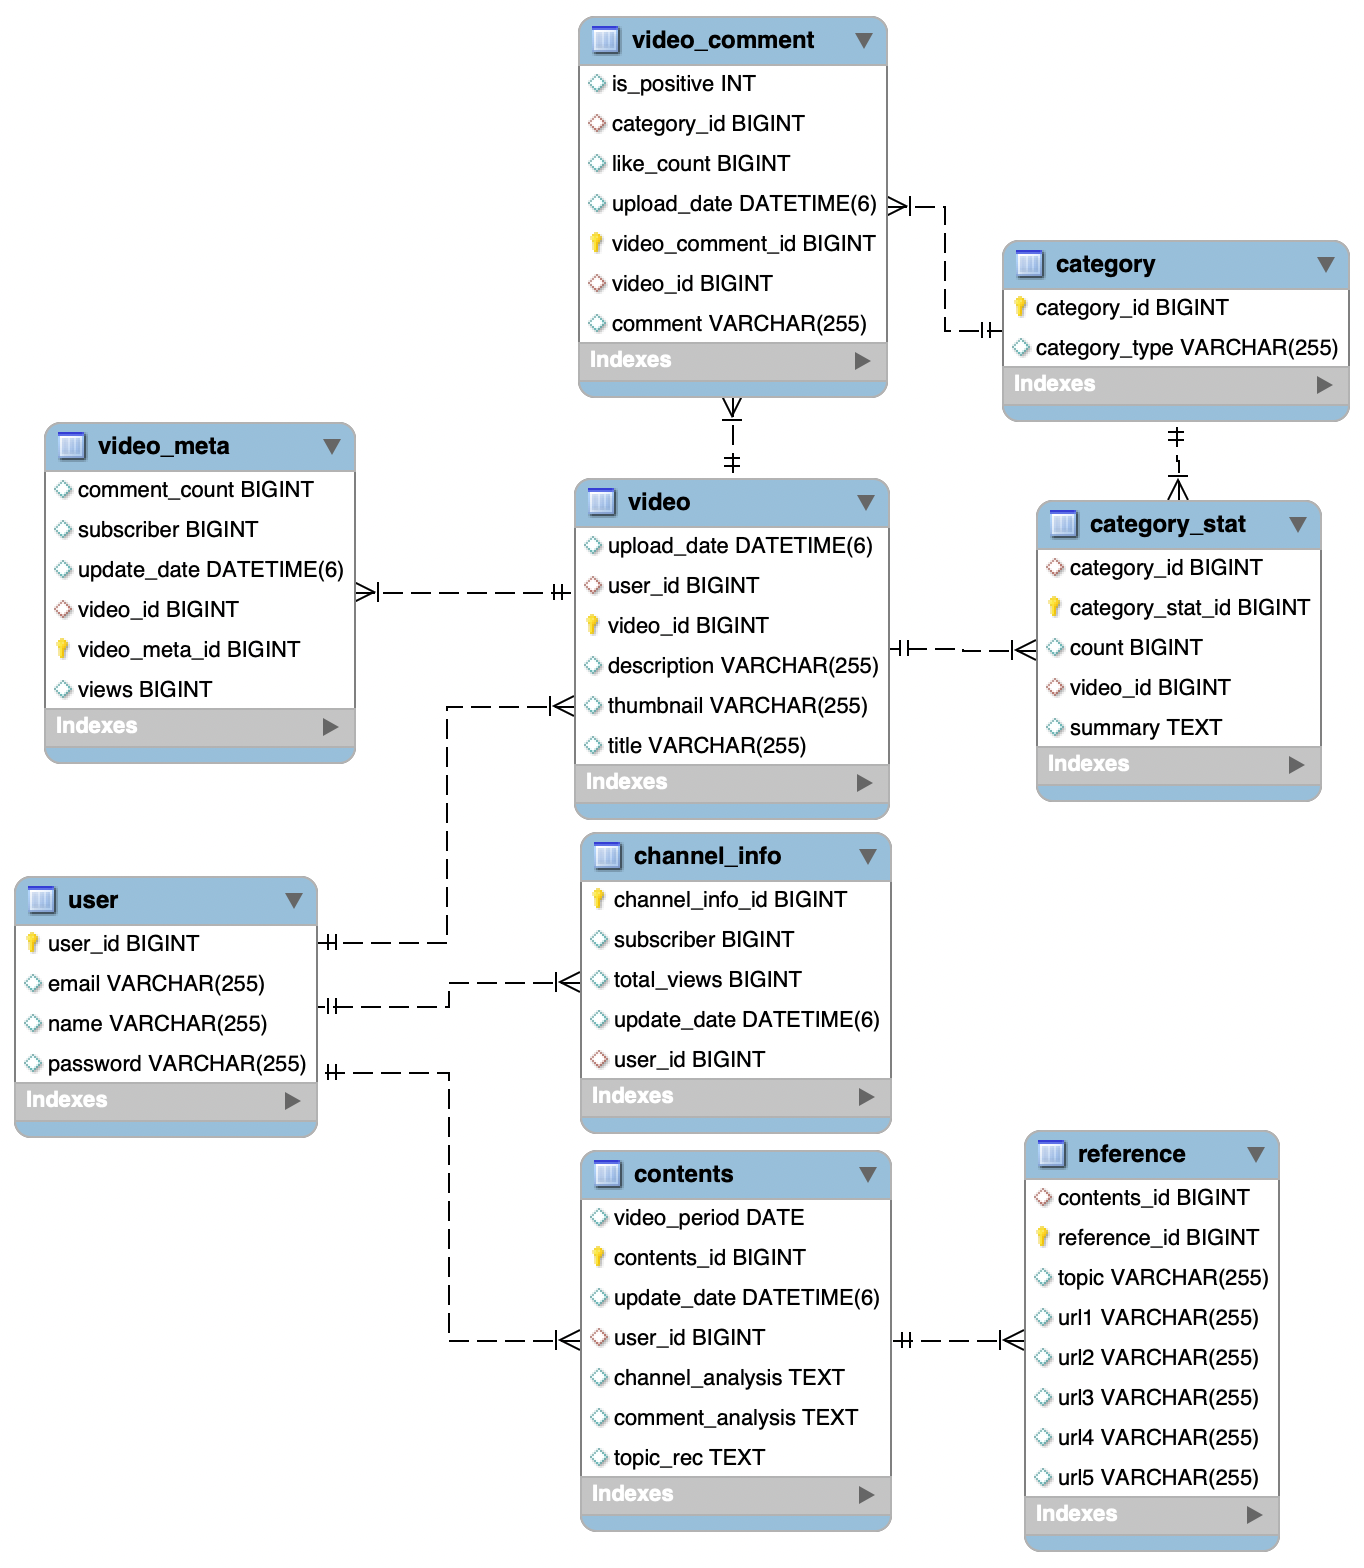 video_comment
is_positive INT
category_id BIGINT
like_count BIGINT
upload_date DATETIME(6)
video_comment_id BIGINT
video_id BIGINT
comment VARCHAR(255)
Indexes
category
category_id BIGINT
category_type VARCHAR(255)
Indexes
video_meta
comment_count BIGINT
subscriber BIGINT
update_date DATETIME(6)
video_id BIGINT
video_meta_id BIGINT
views BIGINT
Indexes
video
upload_date DATETIME(6)
user_id BIGINT
video_id BIGINT
description VARCHAR(255)
thumbnail VARCHAR(255)
title VARCHAR(255)
Indexes
category_stat
category_id BIGINT
category_stat_id BIGINT
count BIGINT
video_id BIGINT
summary TEXT
Indexes
user
user_id BIGINT
email VARCHAR(255)
name VARCHAR(255)
password VARCHAR(255)
Indexes
channel_info
channel_info_id BIGINT
subscriber BIGINT
total_views BIGINT
update_date DATETIME(6)
user_id BIGINT
Indexes
contents
video_period DATE
contents_id BIGINT
update_date DATETIME(6)
user_id BIGINT
channel_analysis TEXT
comment_analysis TEXT
topic_rec TEXT
Indexes
reference
contents_id BIGINT
reference_id BIGINT
topic VARCHAR(255)
url1 VARCHAR(255)
url2 VARCHAR(255)
url3 VARCHAR(255)
url4 VARCHAR(255)
url5 VARCHAR(255)
Indexes